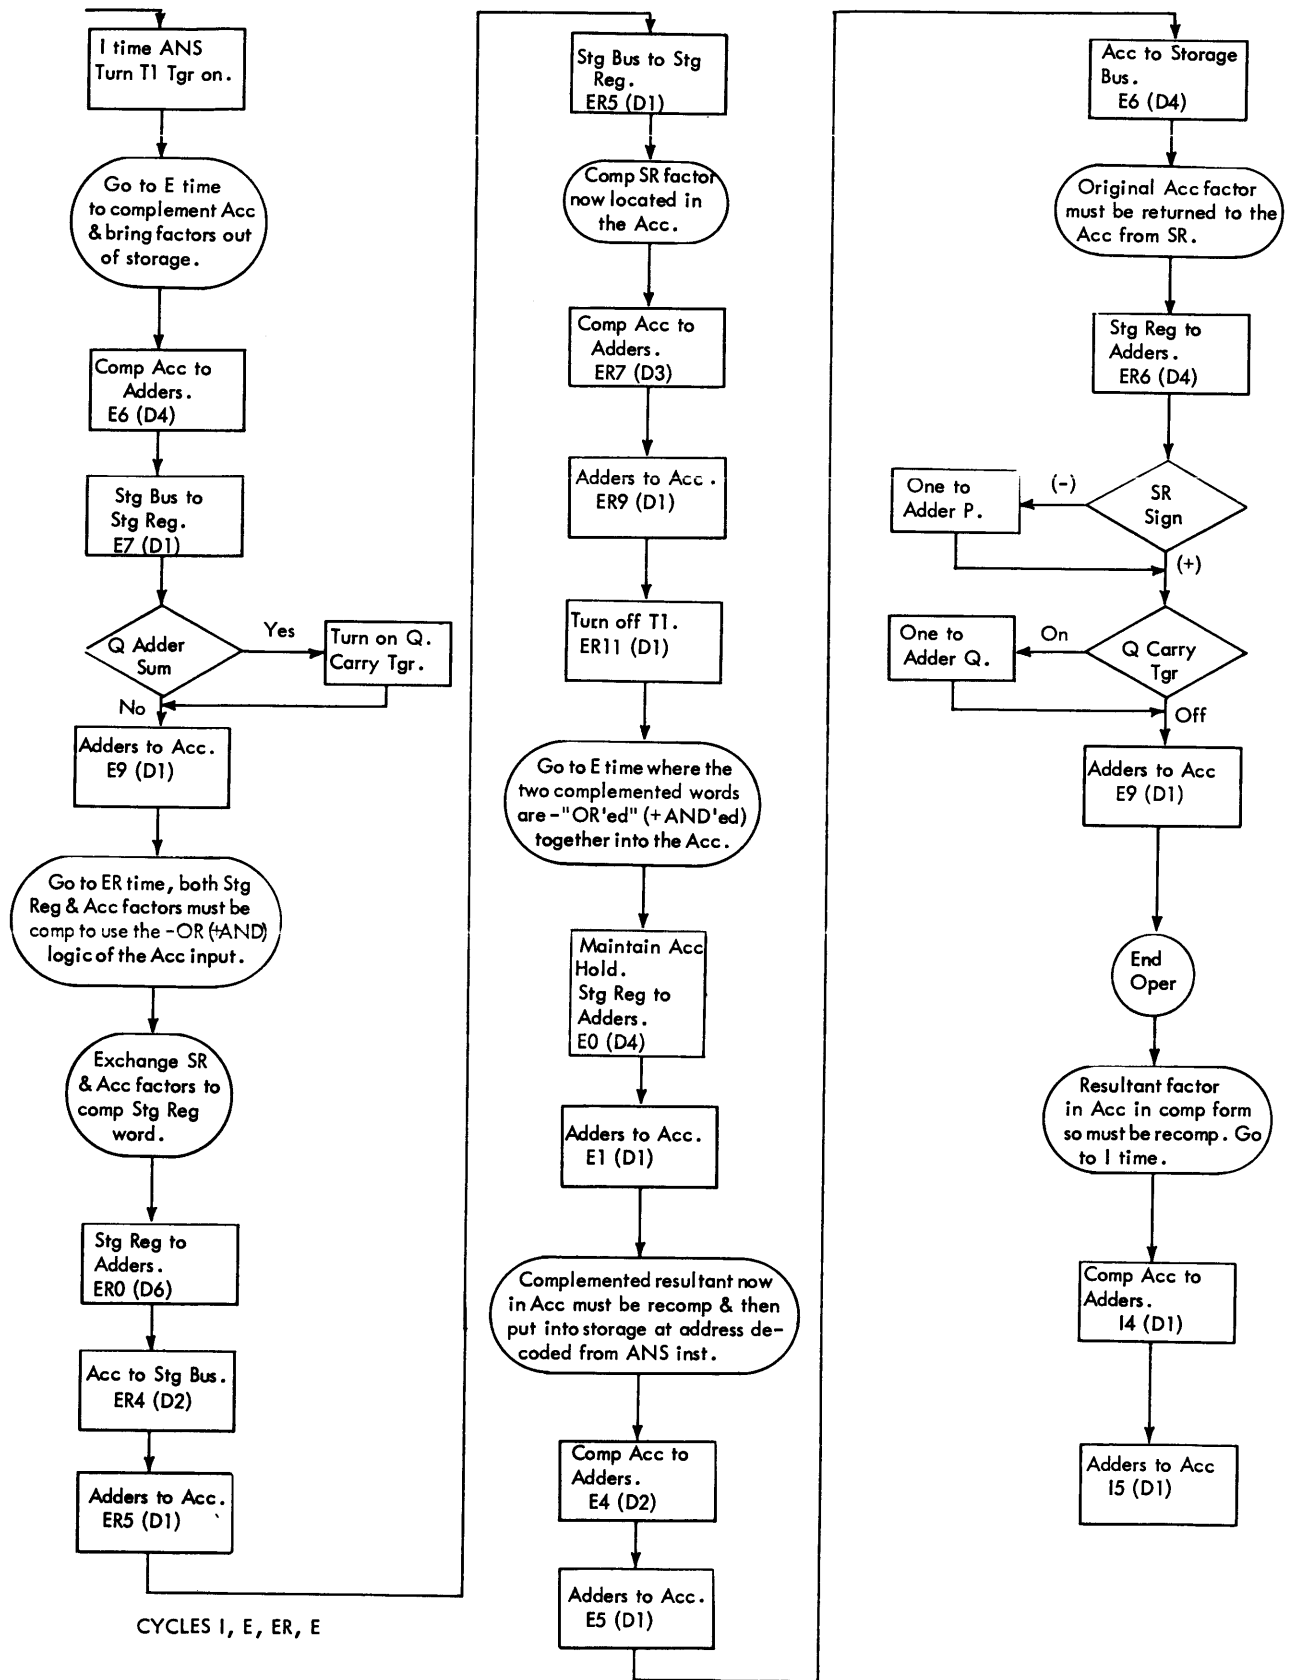 I time ANS
Turn T1 Tgr on.
Go to E time
to complement Acc
& bring factors out
of storage.
Comp Acc to
Adders.
E6 (D4)
Stg Bus to
Stg Reg.
E7 (D1)
Q Adder
Sum
Yes
Turn on Q.
Carry Tgr.
No
Adders to Acc.
E9 (D1)
Go to ER time, both Stg
Reg & Acc factors must be
comp to use the -OR (+AND)
logic of the Acc input.
Exchange SR
& Acc factors to
comp Stg Reg
word.
Stg Reg to
Adders.
ER0 (D6)
Acc to Stg Bus.
ER4 (D2)
Adders to Acc.
ER5 (D1)
CYCLES I, E, ER, E
Stg Bus to Stg
Reg.
ER5 (D1)
Comp SR factor
now located in
the Acc.
Comp Acc to
Adders.
ER7 (D3)
Adders to Acc.
ER9 (D1)
Turn off T1.
ER11 (D1)
Go to E time where the
two complemented words
are -"OR'ed" (+AND'ed)
together into the Acc.
Maintain Acc
Hold.
Stg Reg to
Adders.
E0 (D4)
Adders to Acc.
E1 (D1)
Complemented resultant now
in Acc must be recomp & then
put into storage at address de-
coded from ANS inst.
Comp Acc to
Adders.
E4 (D2)
Adders to Acc.
E5 (D1)
Acc to Storage
Bus.
E6 (D4)
Original Acc factor
must be returned to the
Acc from SR.
Stg Reg to
Adders.
ER6 (D4)
SR
Sign
(-)
One to
Adder P.
(+)
Q Carry
Tgr
On
One to
Adder Q.
Off
Adders to Acc
E9 (D1)
End
Oper
Resultant factor
in Acc in comp form
so must be recomp. Go
to I time.
Comp Acc to
Adders.
I4 (D1)
Adders to Acc
I5 (D1)